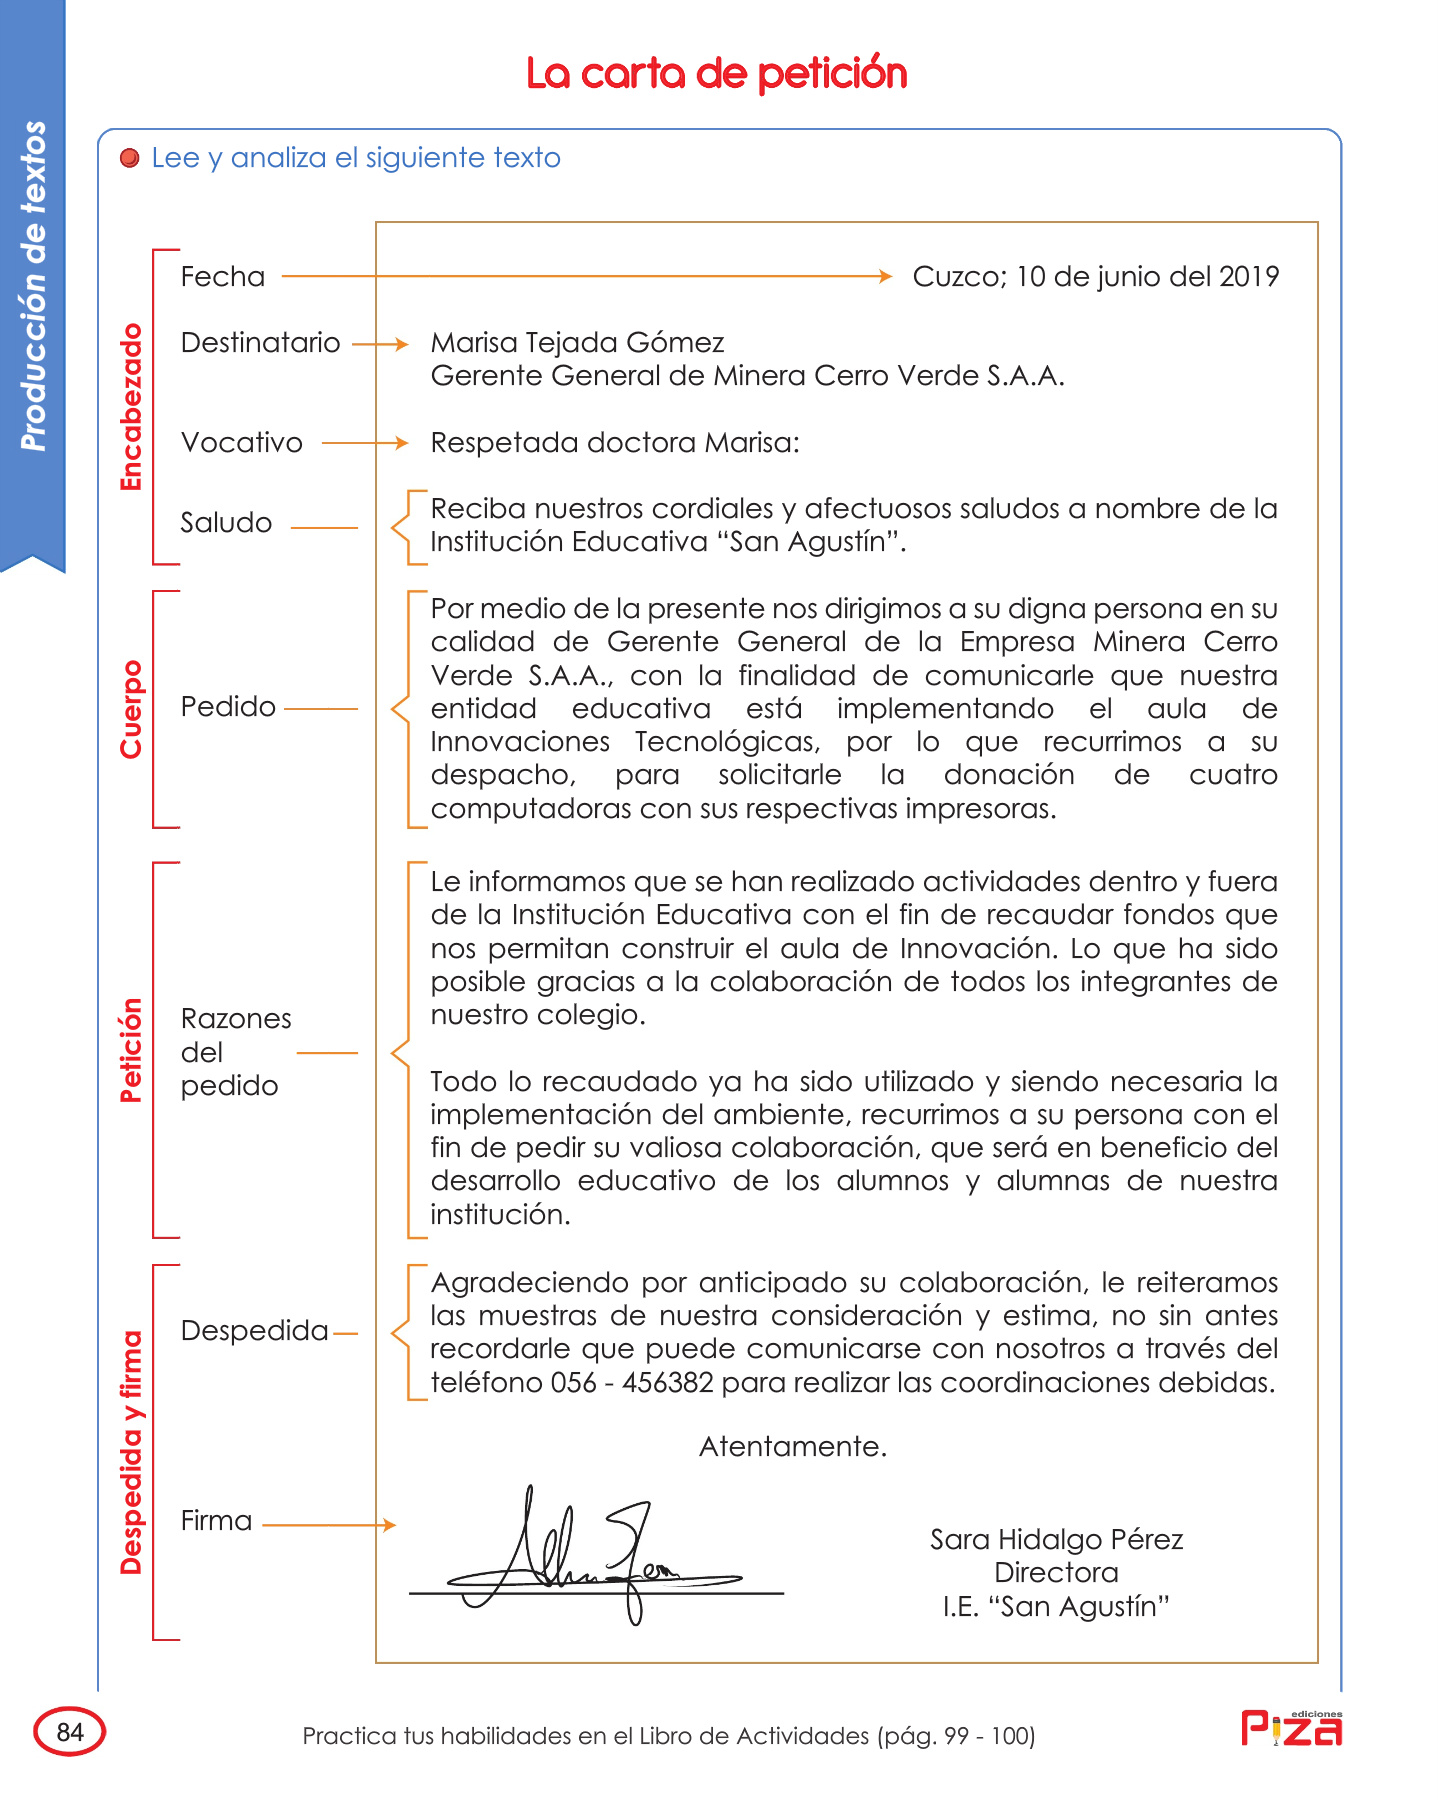 La carta de petición
Producción de textos
Lee y analiza el siguiente texto
Encabezado
Fecha
Cuzco; 10 de junio del 2019
Destinatario
Marisa Tejada Gómez
Gerente General de Minera Cerro Verde S.A.A.
Vocativo
Respetada doctora Marisa:
Saludo
Reciba nuestros cordiales y afectuosos saludos a nombre de la
Institución Educativa “San Agustín”.
Cuerpo
Pedido
Por medio de la presente nos dirigimos a su digna persona en su
calidad de Gerente General de la Empresa Minera Cerro
Verde S.A.A., con la finalidad de comunicarle que nuestra
entidad educativa está implementando el aula de
Innovaciones Tecnológicas, por lo que recurrimos a su
despacho, para solicitarle la donación de cuatro
computadoras con sus respectivas impresoras.
Petición
Razones
del
pedido
Le informamos que se han realizado actividades dentro y fuera
de la Institución Educativa con el fin de recaudar fondos que
nos permitan construir el aula de Innovación. Lo que ha sido
posible gracias a la colaboración de todos los integrantes de
nuestro colegio.
Todo lo recaudado ya ha sido utilizado y siendo necesaria la
implementación del ambiente, recurrimos a su persona con el
fin de pedir su valiosa colaboración, que será en beneficio del
desarrollo educativo de los alumnos y alumnas de nuestra
institución.
Despedida y firma
Despedida
Agradeciendo por anticipado su colaboración, le reiteramos
las muestras de nuestra consideración y estima, no sin antes
recordarle que puede comunicarse con nosotros a través del
teléfono 056 - 456382 para realizar las coordinaciones debidas.
Atentamente.
Firma
Sara Hidalgo Pérez
Directora
I.E. “San Agustín”
84
Practica tus habilidades en el Libro de Actividades (pág. 99 - 100)
ediciones
Piza